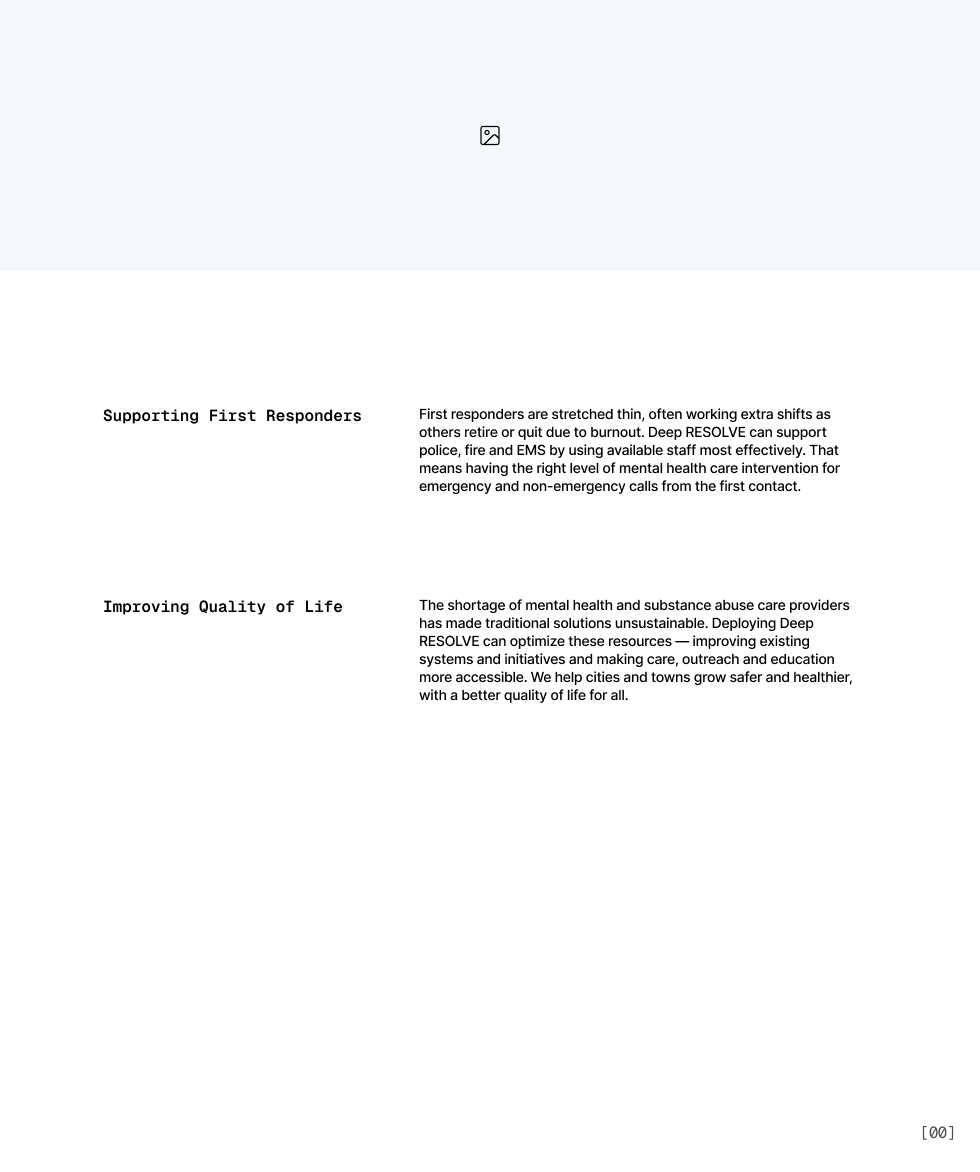 Supporting First Responders
First responders are stretched thin, often working extra shifts as
others retire or quit due to burnout. Deep RESOLVE can support
police, fire and EMS by using available staff most effectively. That
means having the right level of mental health care intervention for
emergency and non-emergency calls from the first contact.
Improving Quality of Life
The shortage of mental health and substance abuse care providers
has made traditional solutions unsustainable. Deploying Deep
RESOLVE can optimize these resources — improving existing
systems and initiatives and making care, outreach and education
more accessible. We help cities and towns grow safer and healthier,
with a better quality of life for all.
[00]